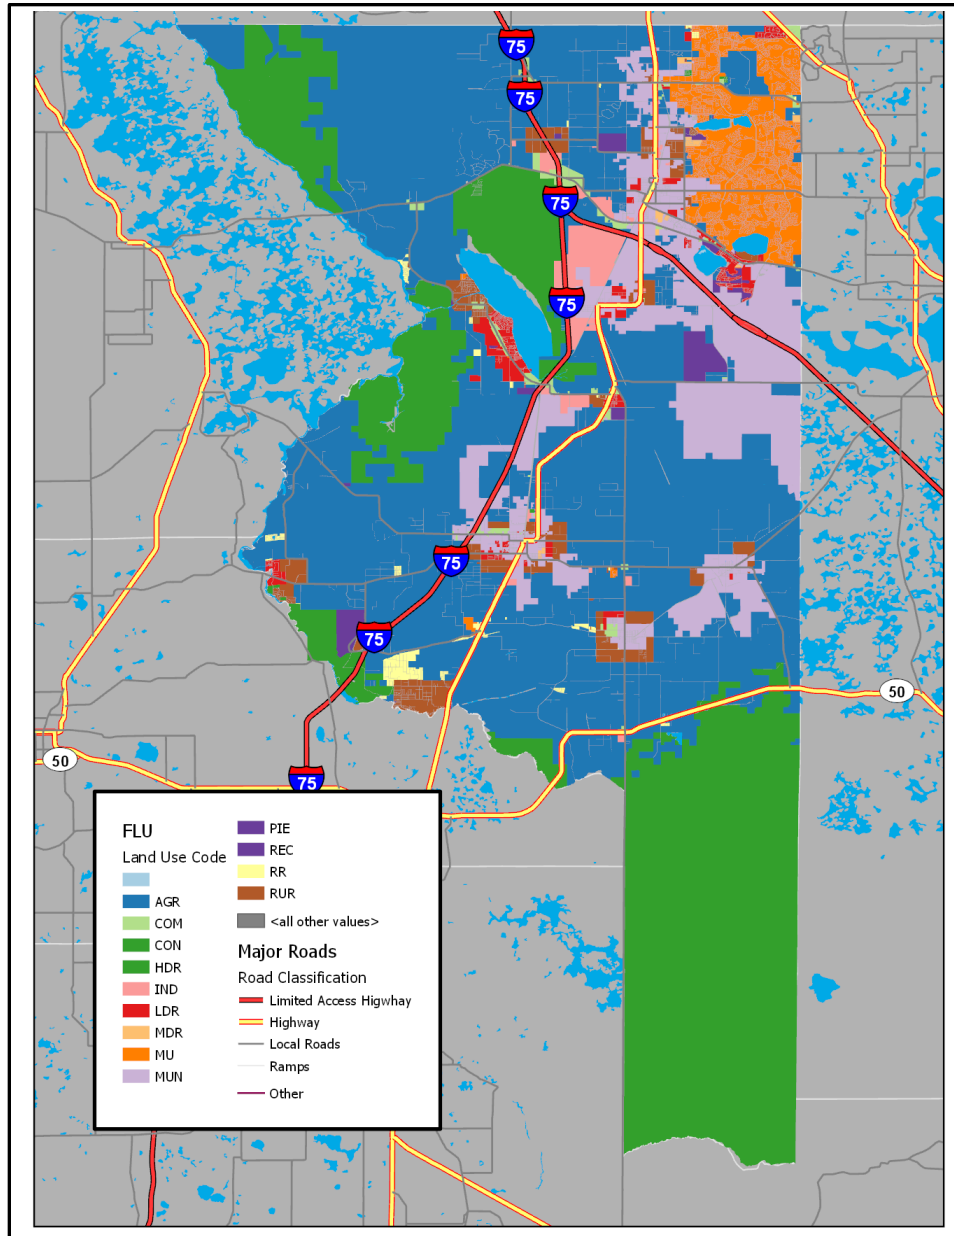 75
75
75
75
75
75
75
50
50
FLU
Land Use Code
AGR
COM
CON
HDR
IND
LDR
MDR
MU
MUN
PIE
REC
RR
RUR
<all other values>
Major Roads
Road Classification
Limited Access Higwhay
Highway
Local Roads
Ramps
Other